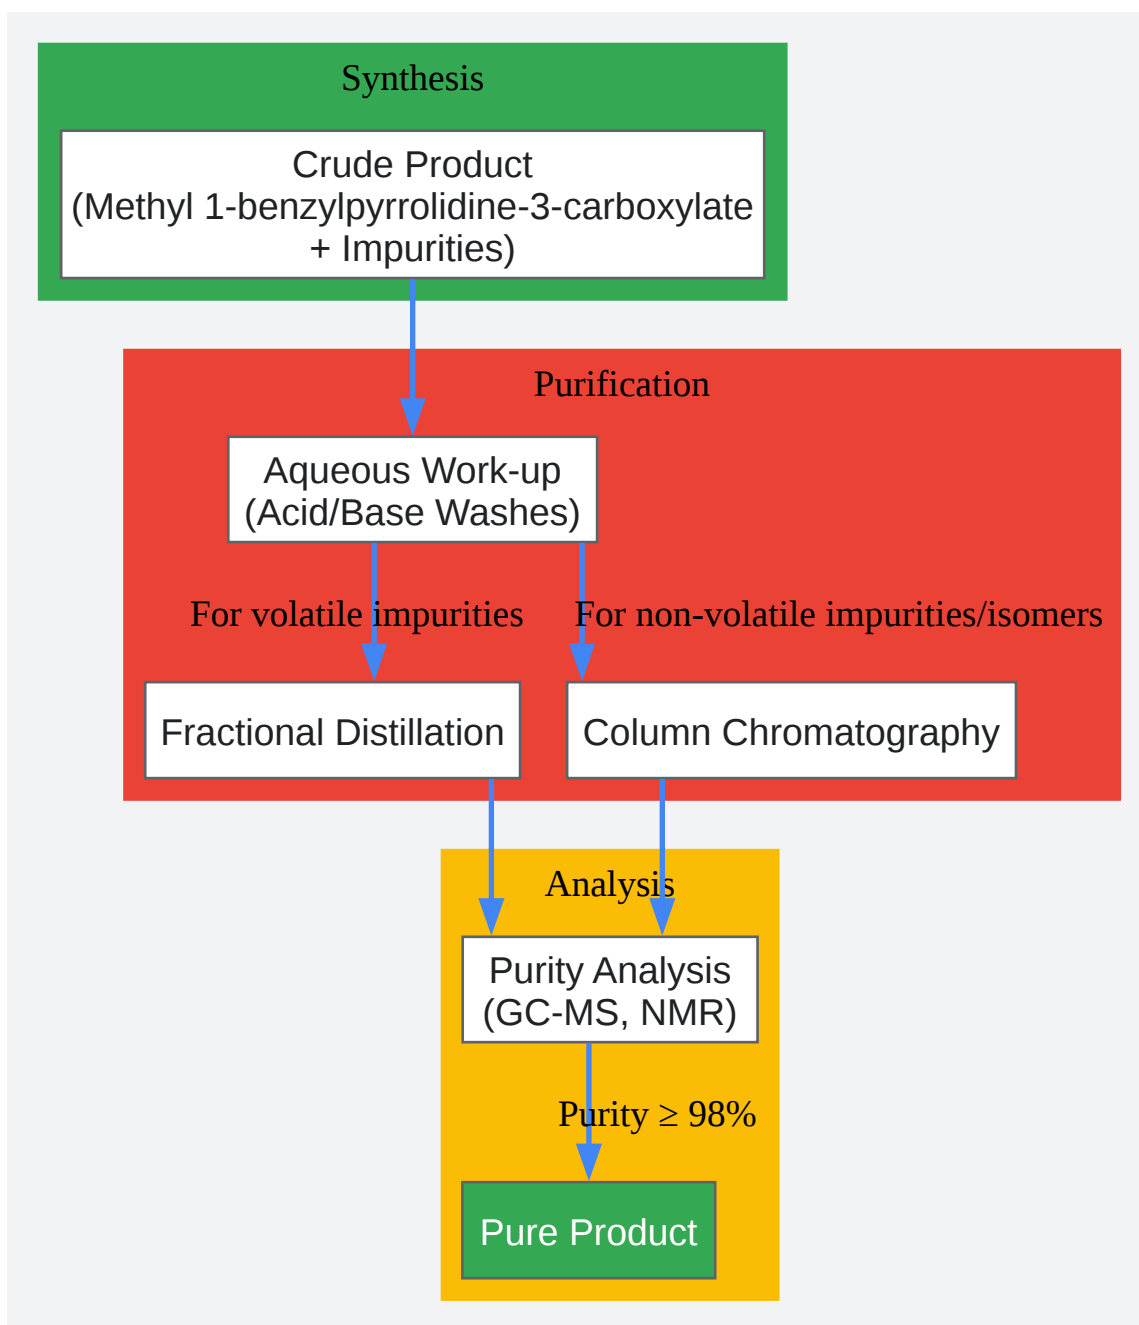 Synthesis
Crude Product
(Methyl 1-benzylpyrrolidine-3-carboxylate
+ Impurities)
Purification
Aqueous Work-up
(Acid/Base Washes)
For volatile impurities
For non-volatile impurities/isomers
Fractional Distillation
Column Chromatography
Analysis
Purity Analysis
(GC-MS, NMR)
Purity ≥ 98%
Pure Product